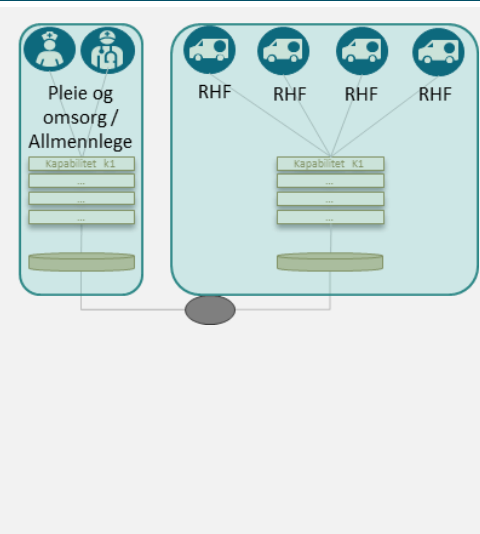 Pleie og
omsorg /
Allmennlege
RHF
RHF
RHF
RHF
Kapabilitet k1
...
...
...
Kapabilitet K1
...
...
...